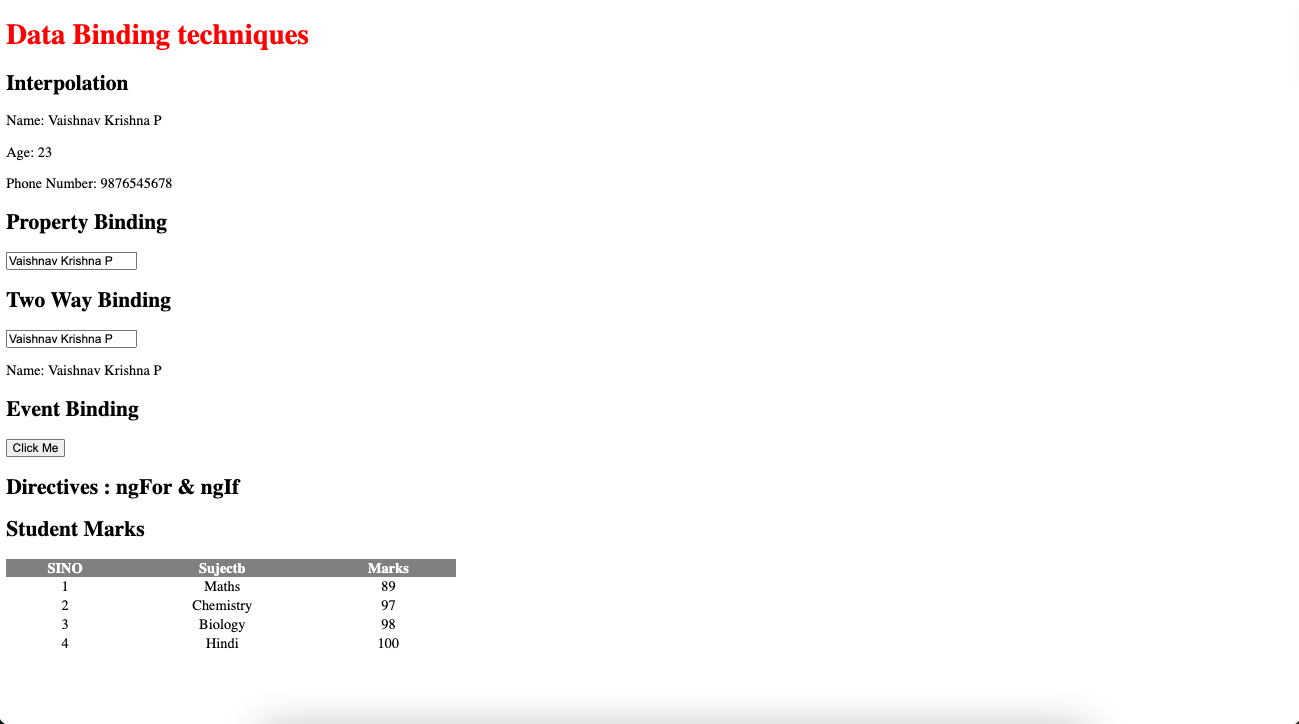 Data Binding techniques
Interpolation
Name: Vaishnav Krishna P
Age: 23
Phone Number: 9876545678
Property Binding
Vaishnav Krishna P
Two Way Binding
Vaishnav Krishna P
Name: Vaishnav Krishna P
Event Binding
Click Me
Directives : ngFor & ngIf
Student Marks
SINO Sujectb Marks
1 Maths 89
2 Chemistry 97
3 Biology 98
4 Hindi 100